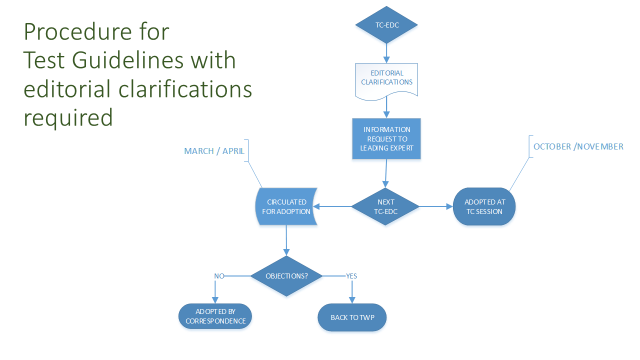 Procedure for
Test Guidelines with
editorial clarifications
required
TC-EDC
EDITORIAL
CLARIFICATIONS
INFORMATION
REQUEST TO
LEADING EXPERT
MARCH / APRIL
OCTOBER /NOVEMBER
CIRCULATED
FOR ADOPTION
NEXT
TC-EDC
ADOPTED AT
TC SESSION
OBJECTIONS?
NO
YES
ADOPTED BY
CORRESPONDENCE
BACK TO TWP